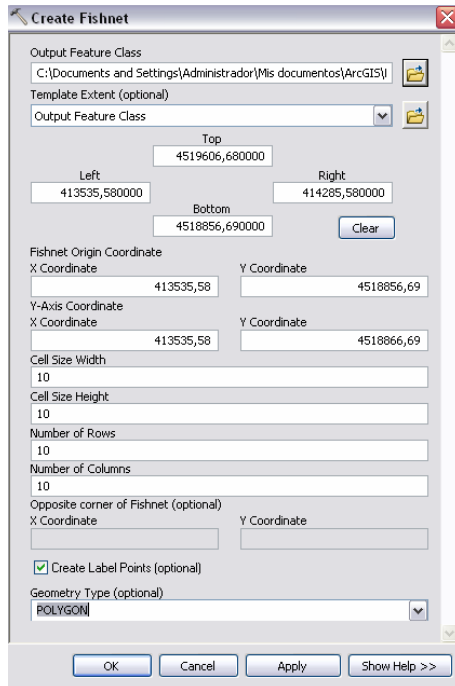 Create Fishnet
Output Feature Class
C:\Documents and Settings\Administrador\Mis documentos\ArcGIS\
Template Extent (optional)
Output Feature Class
Top
4519606,680000
Left Right
413535,580000 414285,580000
Bottom
4518856,690000 Clear
Fishnet Origin Coordinate
X Coordinate Y Coordinate
413535,58 4518856,69
Y-Axis Coordinate
X Coordinate Y Coordinate
413535,58 4518866,69
Cell Size Width
10
Cell Size Height
10
Number of Rows
10
Number of Columns
10
Opposite corner of Fishnet (optional)
X Coordinate Y Coordinate
Create Label Points (optional)
Geometry Type (optional)
POLYGON
OK Cancel Apply Show Help >>